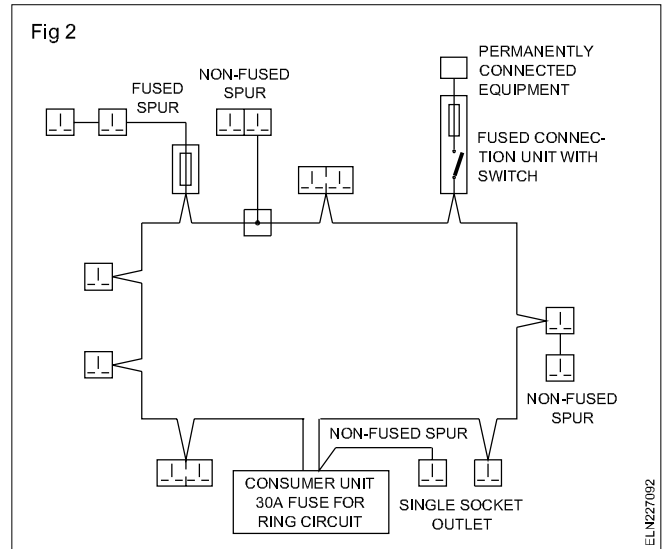 Fig 2
FUSED
SPUR
NON-FUSED
SPUR
PERMANENTLY
CONNECTED
EQUIPMENT
FUSED CONNEC-
TION UNIT WITH
SWITCH
NON-FUSED
SPUR
NON-FUSED SPUR
CONSUMER UNIT
30A FUSE FOR
RING CIRCUIT
SINGLE SOCKET
OUTLET
ELN227092